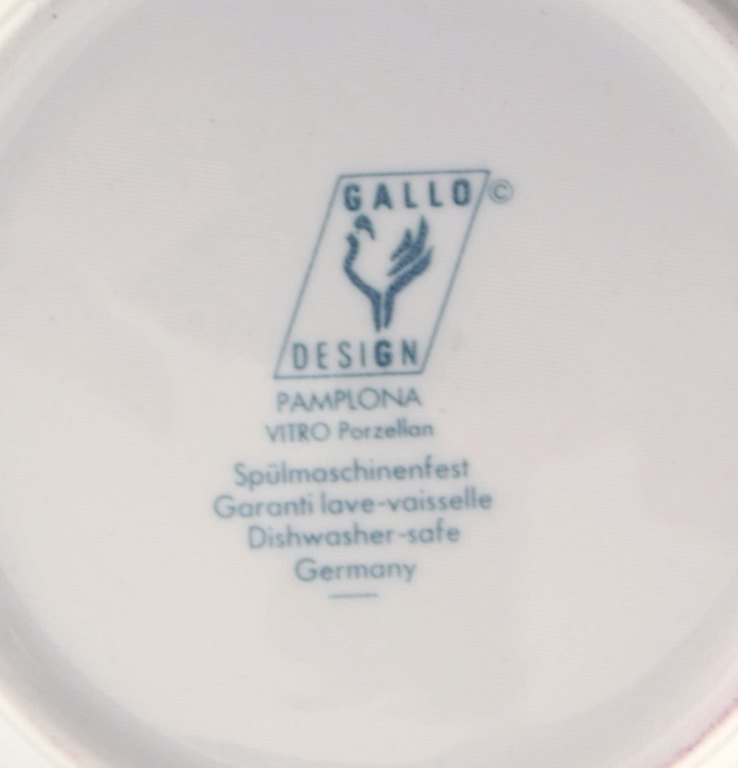 GALLO ©
DESIGN
PAMPLONA
VITRO Porzellan
Spülmaschinenfest
Garanti lave-vaisselle
Dishwasher-safe
Germany